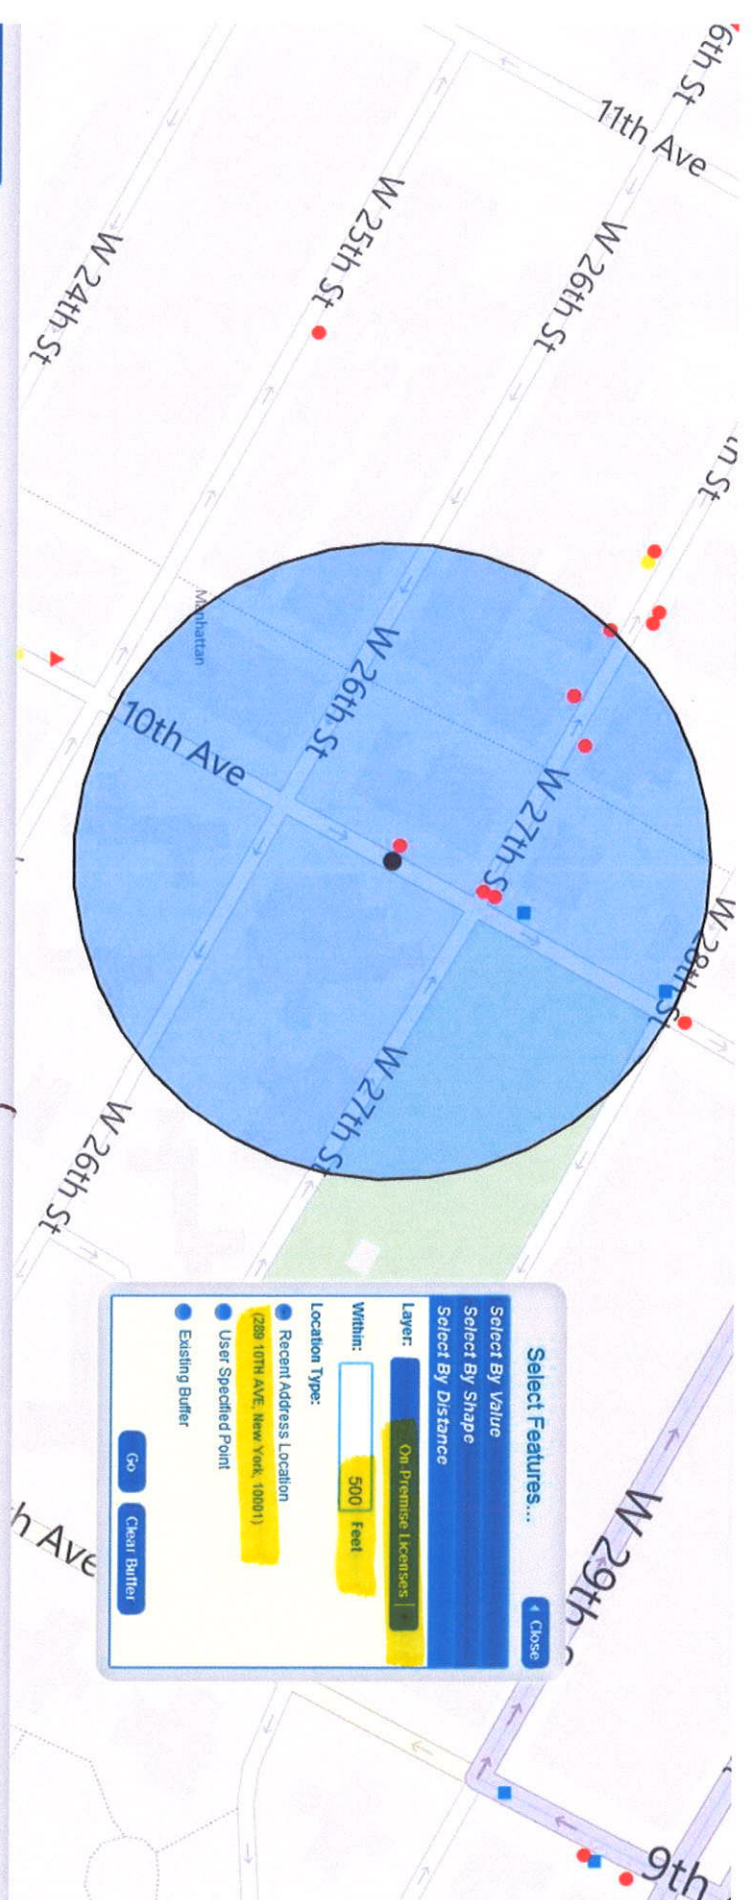 6th St
11th Ave
W 25th St
W 26th St
W 24th St
n St
Manhattan
W 26th St
10th Ave
W 27th S
W 28th St
W 27th St
W 26th St
Select Features...
Close
Select By Value
Select By Shape
Select By Distance
Layer: On Premise Licenses
Within: 500 Feet
Location Type:
Recent Address Location
(289 10TH AVE, New York, 10001)
User Specified Point
Existing Buffer
Go Clear Buffer
W 29th S
h Ave
9th